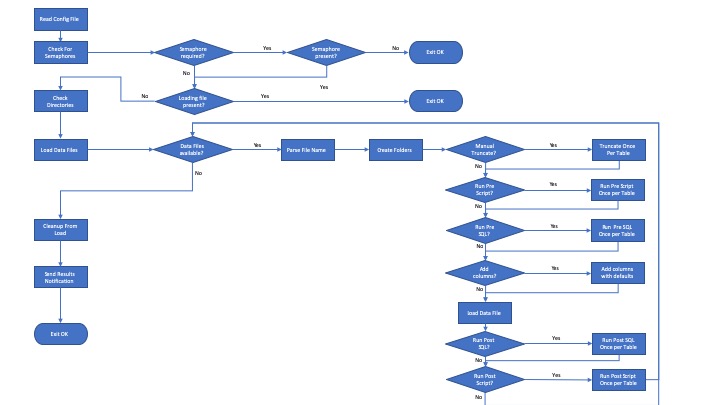 Read Config File
Check For
Semaphores
Semaphore
required?
Yes
Semaphore
present?
No
Exit OK
No
Yes
Check
Directories
No
Loading file
present?
Yes
Exit OK
Load Data Files
Data Files
available?
Yes
Parse File Name
Create Folders
Manual
Truncate?
Yes
Truncate Once
Per Table
No
No
Run Pre
Script?
Yes
Run Pre Script
Once per Table
No
Cleanup From
Load
Run Pre
SQL?
Yes
Run Pre SQL
Once per Table
No
Send Results
Notification
Add
columns?
Yes
Add columns
with defaults
No
load Data File
Exit OK
Run Post
SQL?
Yes
Run Post SQL
Once per Table
No
Run Post
Script?
Yes
Run Post Script
Once per Table
No